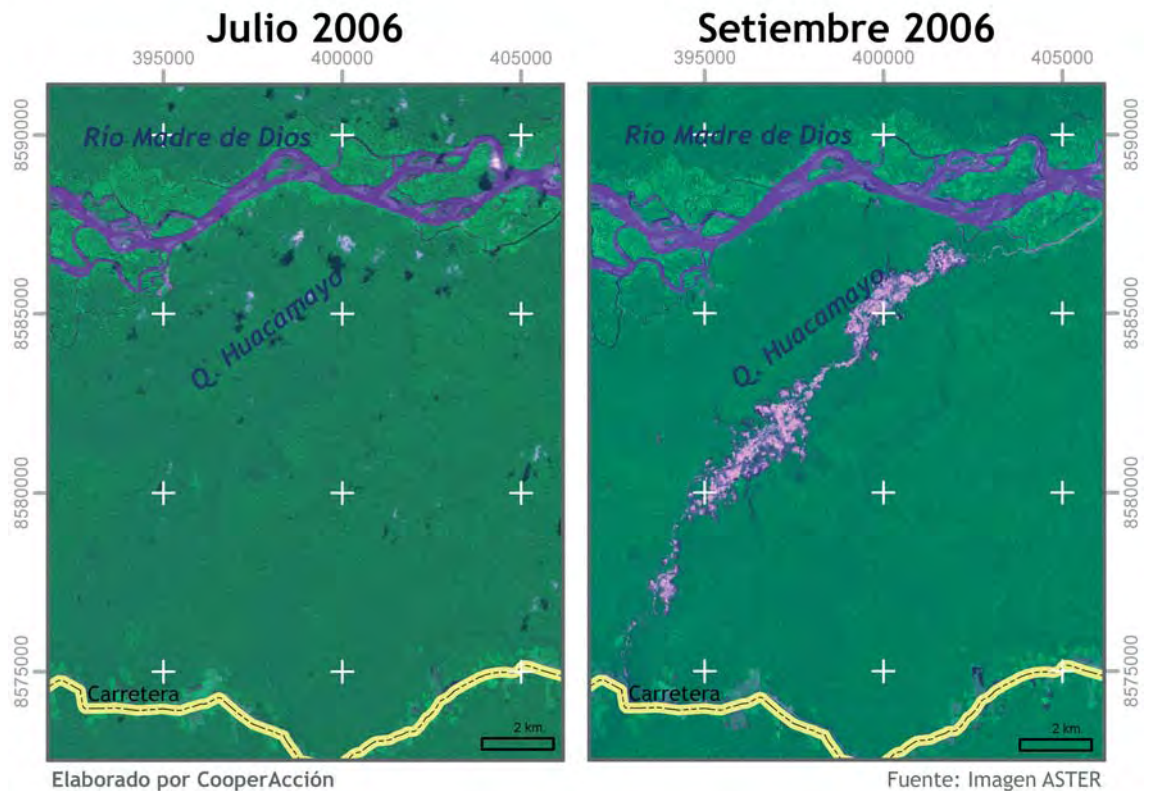 Julio 2006
Setiembre 2006
395000
400000
405000
395000
400000
405000
8590000
8585000
8580000
8575000
Río Madre de Dios
Q. Huacamayo
Carretera
2 km.
Río Madre de Dios
Q. Huacamayo
Carretera
2 km.
8590000
8585000
8580000
8575000
Elaborado por CooperAcción
Fuente: Imagen ASTER